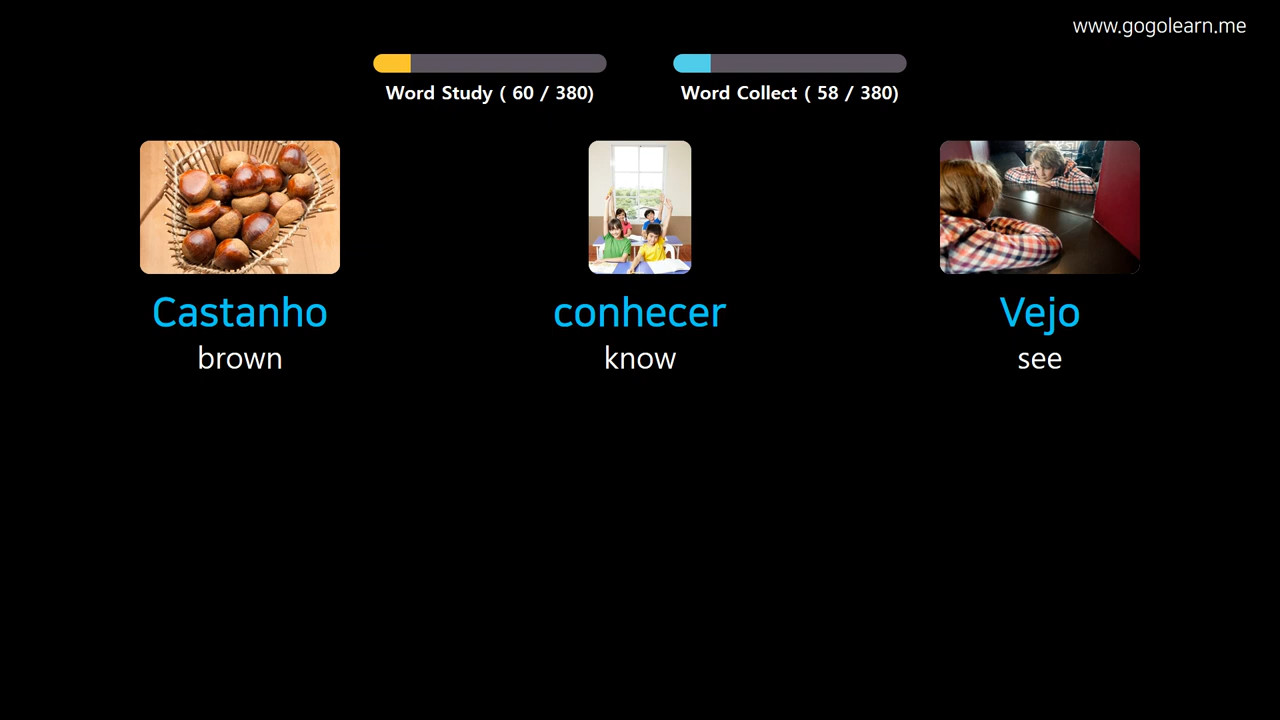 www.gogolearn.me
Word Study ( 60 / 380)
Word Collect ( 58 / 380)
Castanho
conhecer
Vejo
brown
know
see